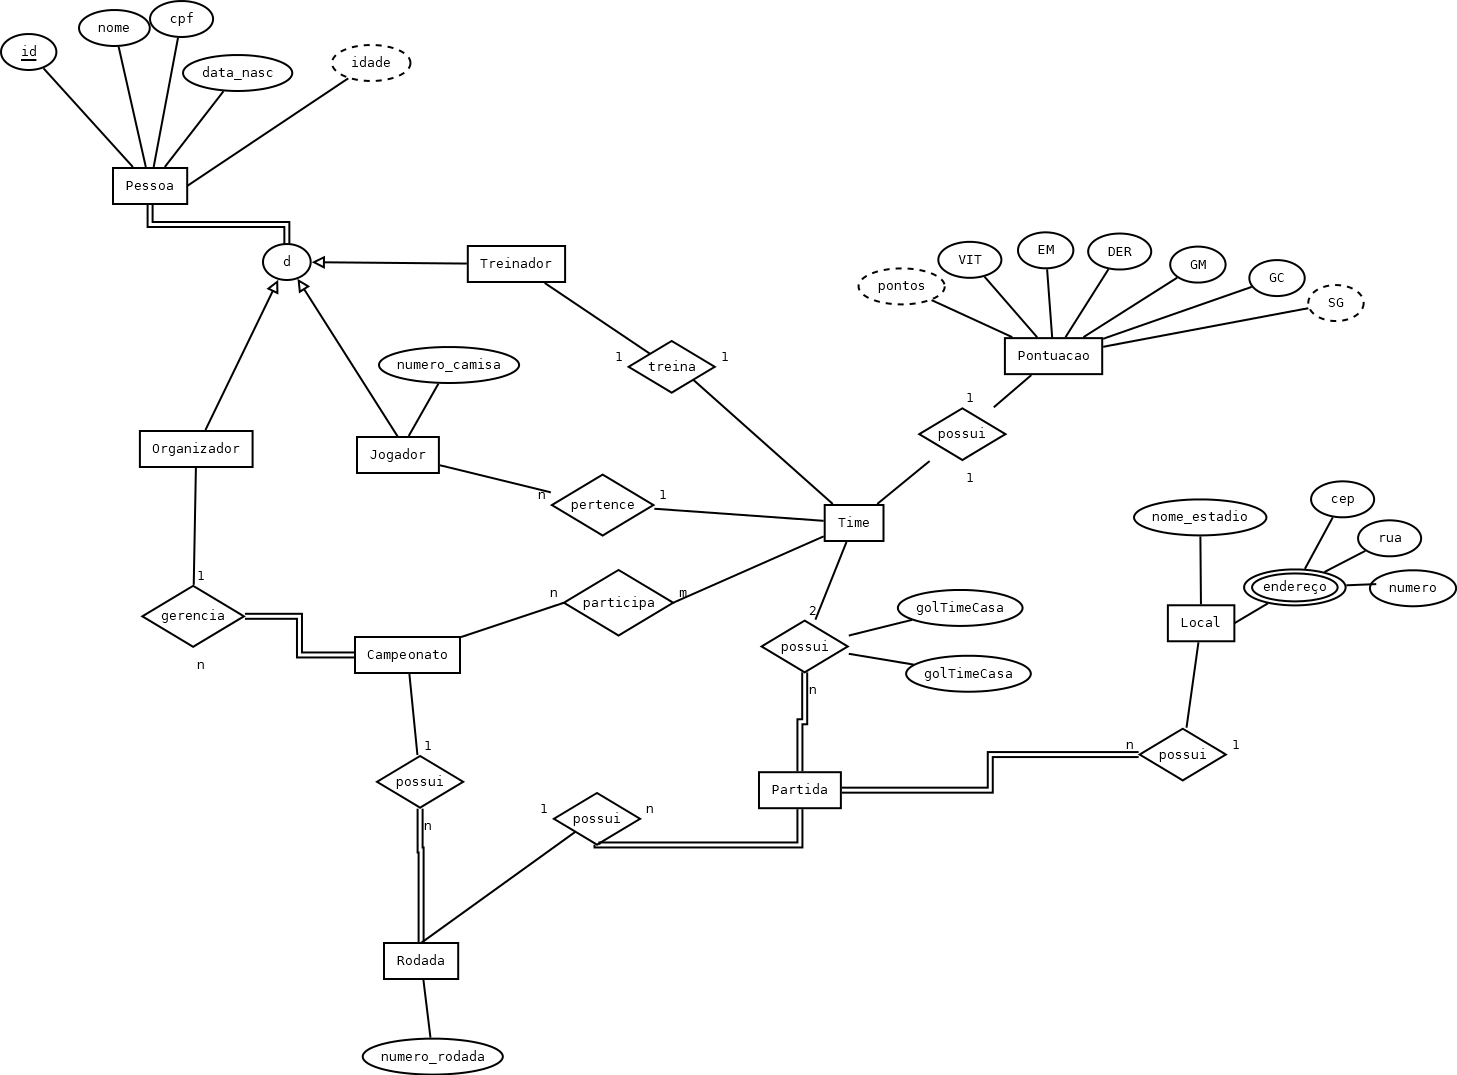 cpf
nome
id
idade
data_nasc
Pessoa
d
Treinador
EM
DER
VIT
GM
GC
pontos
SG
Pontuacao
1
1
treina
numero_camisa
1
possui
Organizador
Jogador
1
n
1
pertence
Time
cep
nome_estadio
rua
1
n
m
participa
gerencia
2
golTimeCasa
endereço
numero
Local
n
Campeonato
possui
golTimeCasa
n
1
n
1
possui
possui
Partida
1
n
possui
n
Rodada
numero_rodada